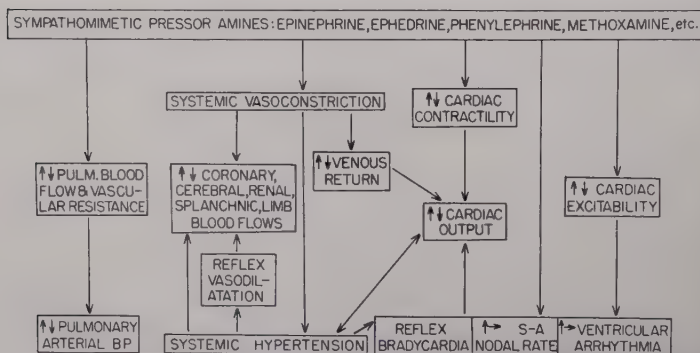 SYMPATHOMIMETIC PRESSOR AMINES: EPINEPHRINE, EPHEDRINE, PHENYLEPHRINE, METHOXAMINE, etc.
SYSTEMIC VASOCONSTRICTION
↑↓ CARDIAC
CONTRACTILITY
↑↓ PULM. BLOOD
FLOW & VASCU-
LAR RESISTANCE
↑↓ CORONARY,
CEREBRAL, RENAL,
SPLANCHNIC, LIMB
BLOOD FLOWS
↑↓ VENOUS
RETURN
↑↓ CARDIAC
EXCITABILITY
↑↓ CARDIAC
OUTPUT
REFLEX
VASODIL-
ATATION
↑↓ PULMONARY
ARTERIAL BP
SYSTEMIC HYPERTENSION
REFLEX
BRADYCARDIA
↑→ S-A
NODAL RATE
↑→ VENTRICULAR
ARRHYTHMIA